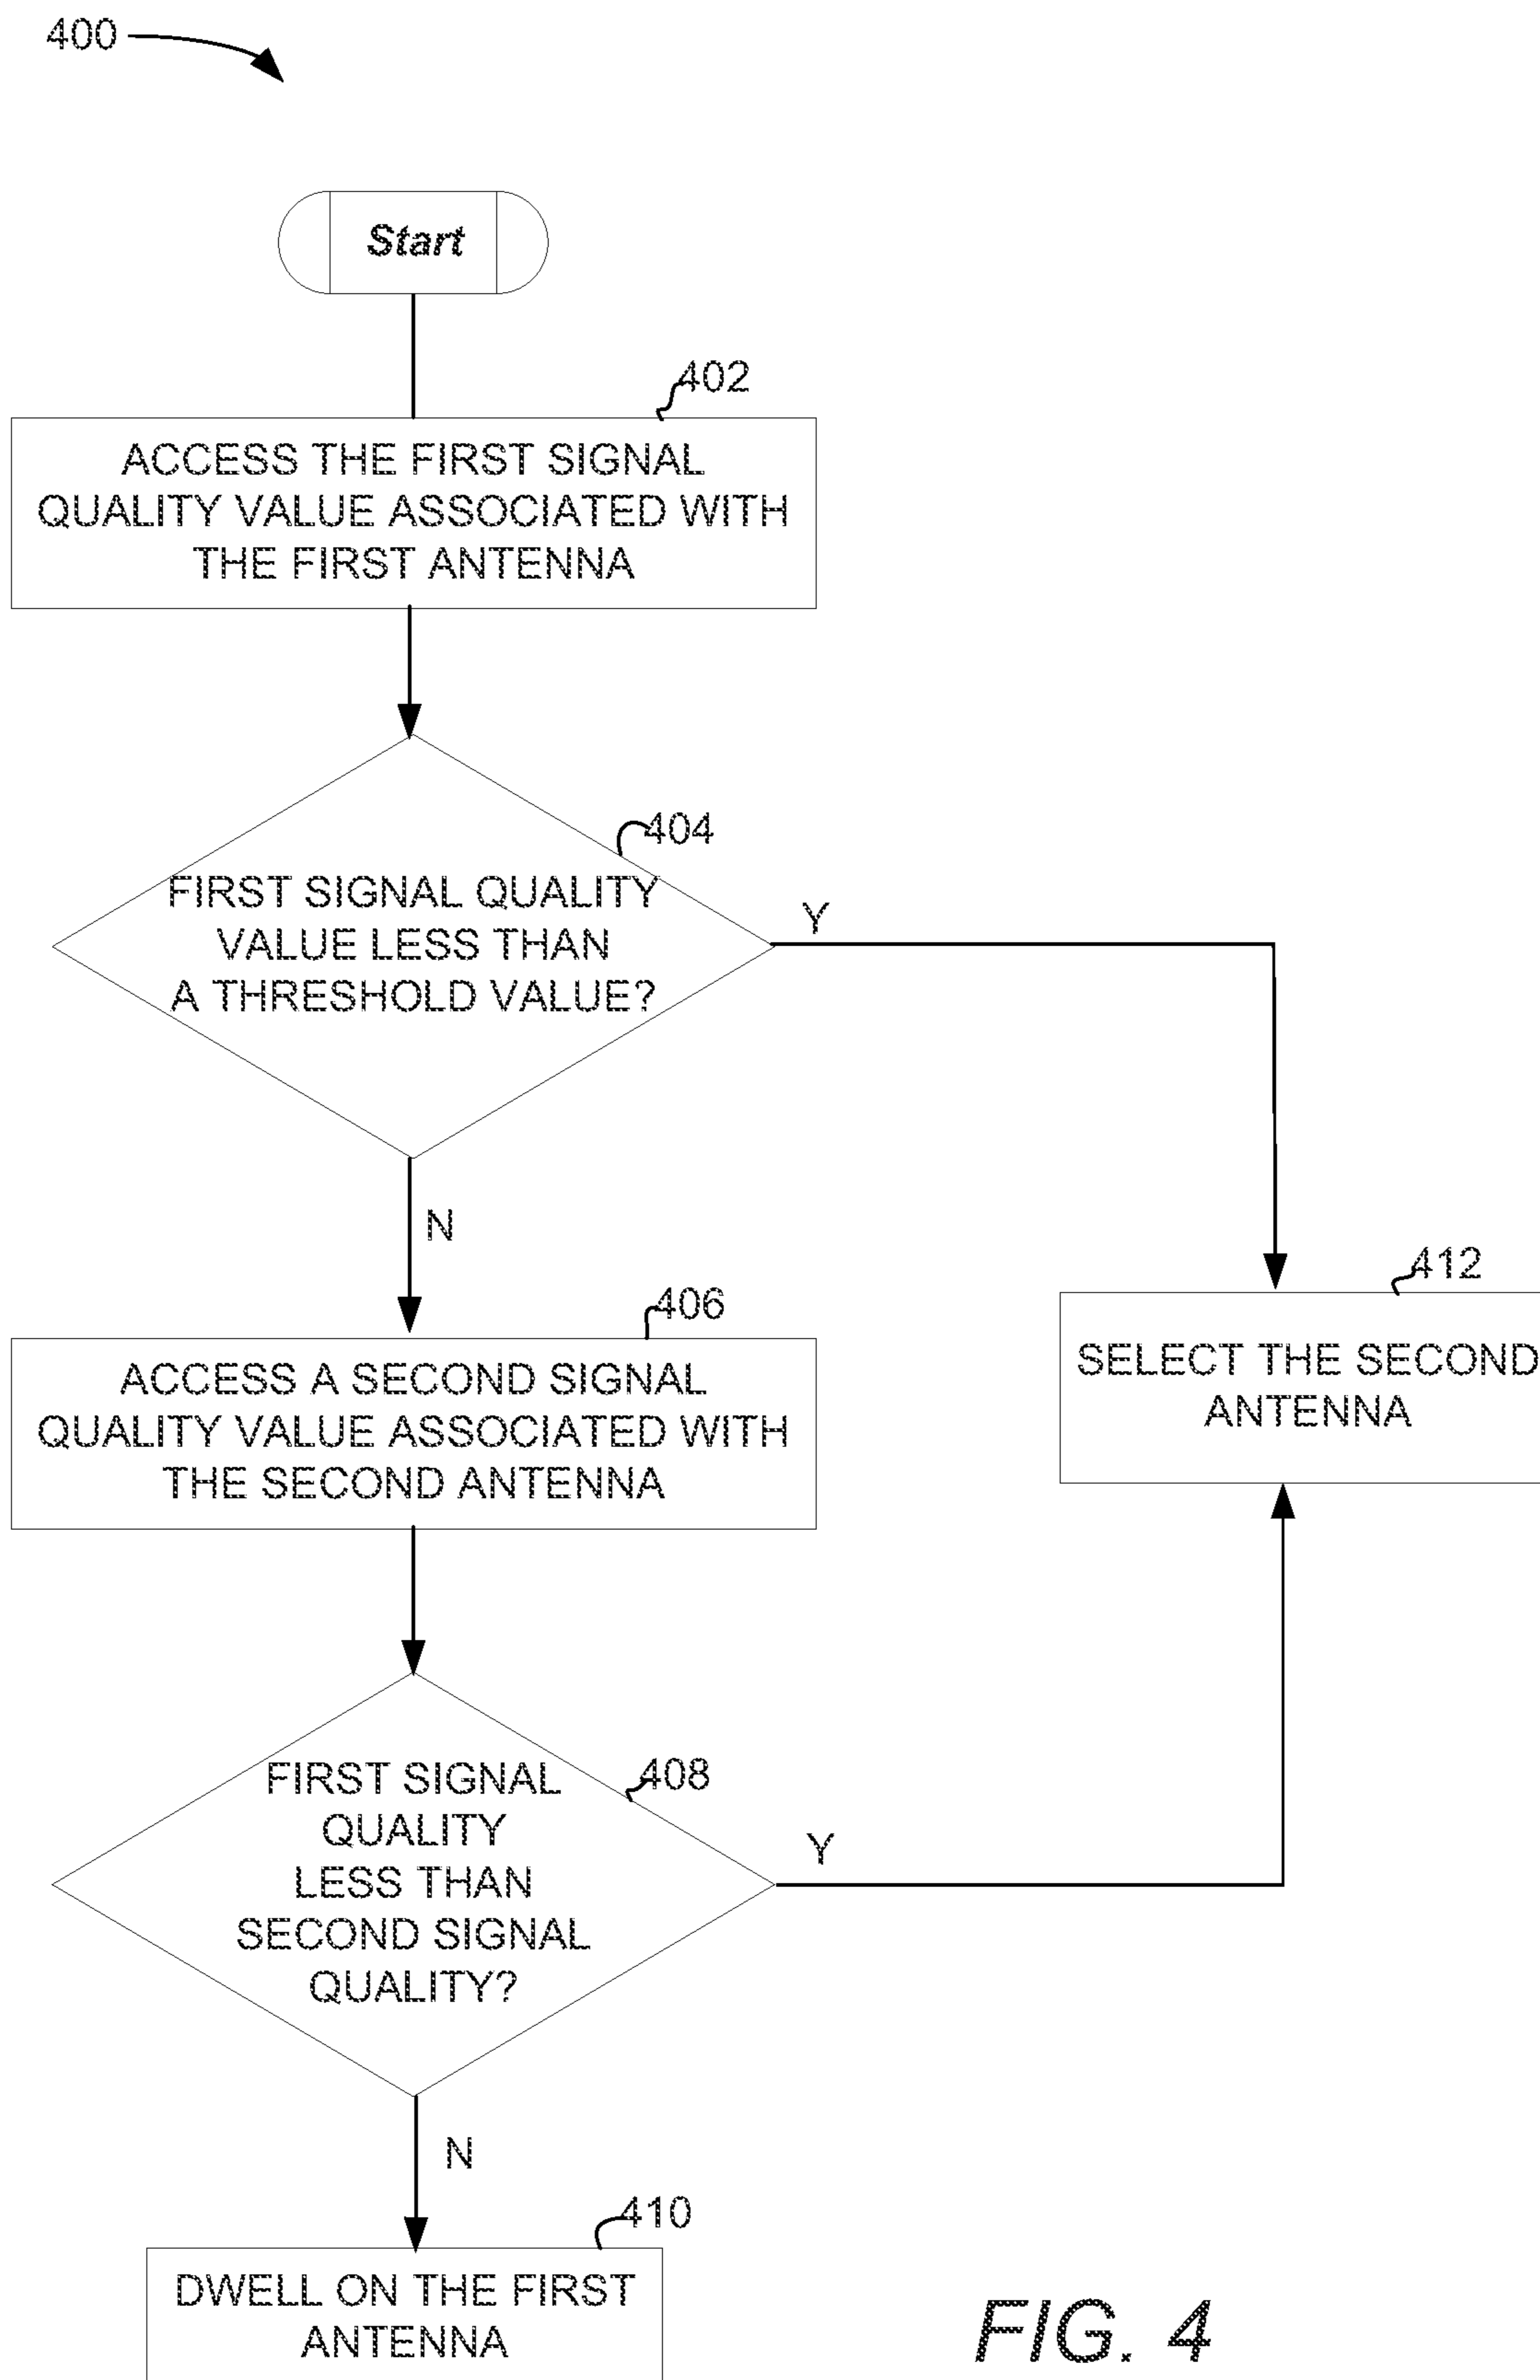 400
Start
402
ACCESS THE FIRST SIGNAL
QUALITY VALUE ASSOCIATED WITH
THE FIRST ANTENNA
404
FIRST SIGNAL QUALITY
VALUE LESS THAN
A THRESHOLD VALUE?
Y
N
406
ACCESS A SECOND SIGNAL
QUALITY VALUE ASSOCIATED WITH
THE SECOND ANTENNA
412
SELECT THE SECOND
ANTENNA
408
FIRST SIGNAL
QUALITY
LESS THAN
SECOND SIGNAL
QUALITY?
Y
N
410
DWELL ON THE FIRST
ANTENNA
FIG. 4